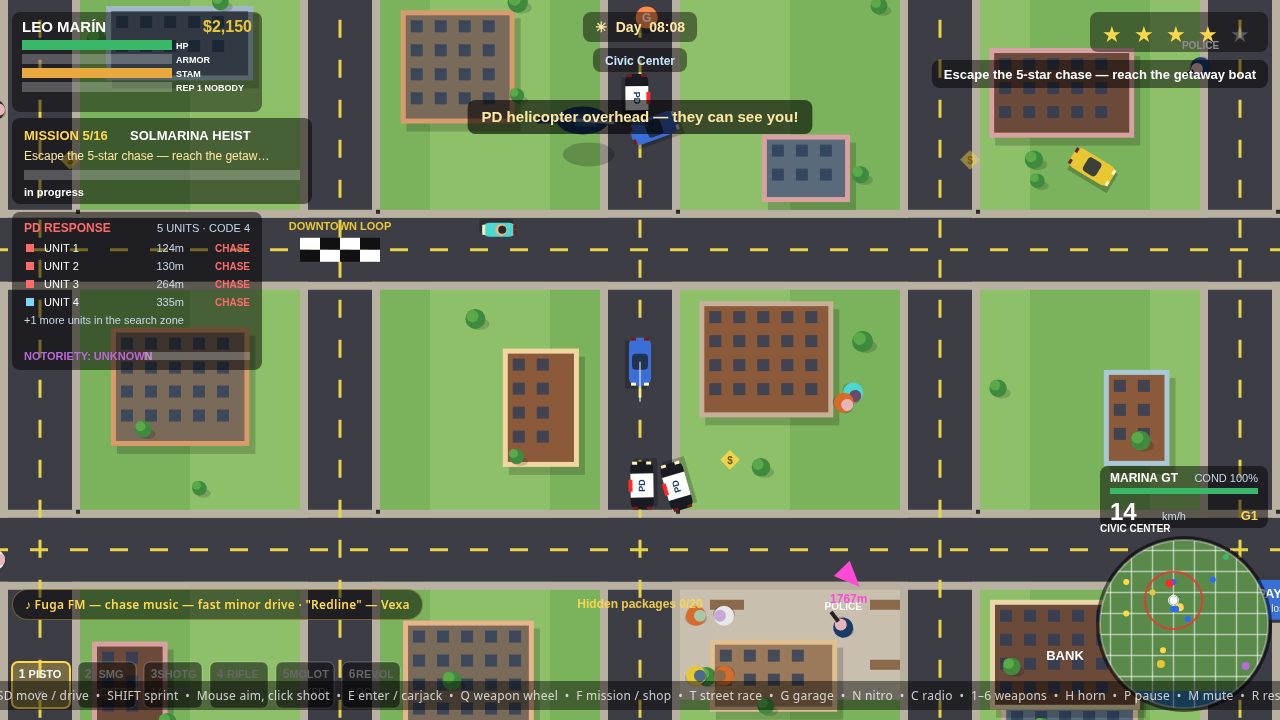 LEO MARÍN $2,150
HP
ARMOR
STAM
REP 1 NOBODY
MISSION 5/16 SOLMARINA HEIST
Escape the 5-star chase — reach the getaw…
in progress
PD RESPONSE 5 UNITS · CODE 4
UNIT 1 124m CHASE
UNIT 2 130m CHASE
UNIT 3 264m CHASE
UNIT 4 335m CHASE
+1 more units in the search zone
NOTORIETY: UNKNOWN
G
☀ Day 08:08
Civic Center
PD
PD helicopter overhead — they can see you!
★ ★ ★ ★ ★
POLICE
Escape the 5-star chase — reach the getaway boat
$
$
DOWNTOWN LOOP
$
PD
PD
MARINA GT COND 100%
14 km/h G1
CIVIC CENTER
1767m
POLICE
BANK
♪ Fuga FM — chase music — fast minor drive · "Redline" — Vexa
Hidden packages 0/20
1 PISTO 2 SMG 3SHOTG 4 RIFLE 5MOLOT 6REVOL
SD move / drive • SHIFT sprint • Mouse aim, click shoot • E enter / carjack • Q weapon wheel • F mission / shop • T street race • G garage • N nitro • C radio • 1–6 weapons • H horn • P pause • M mute • R res